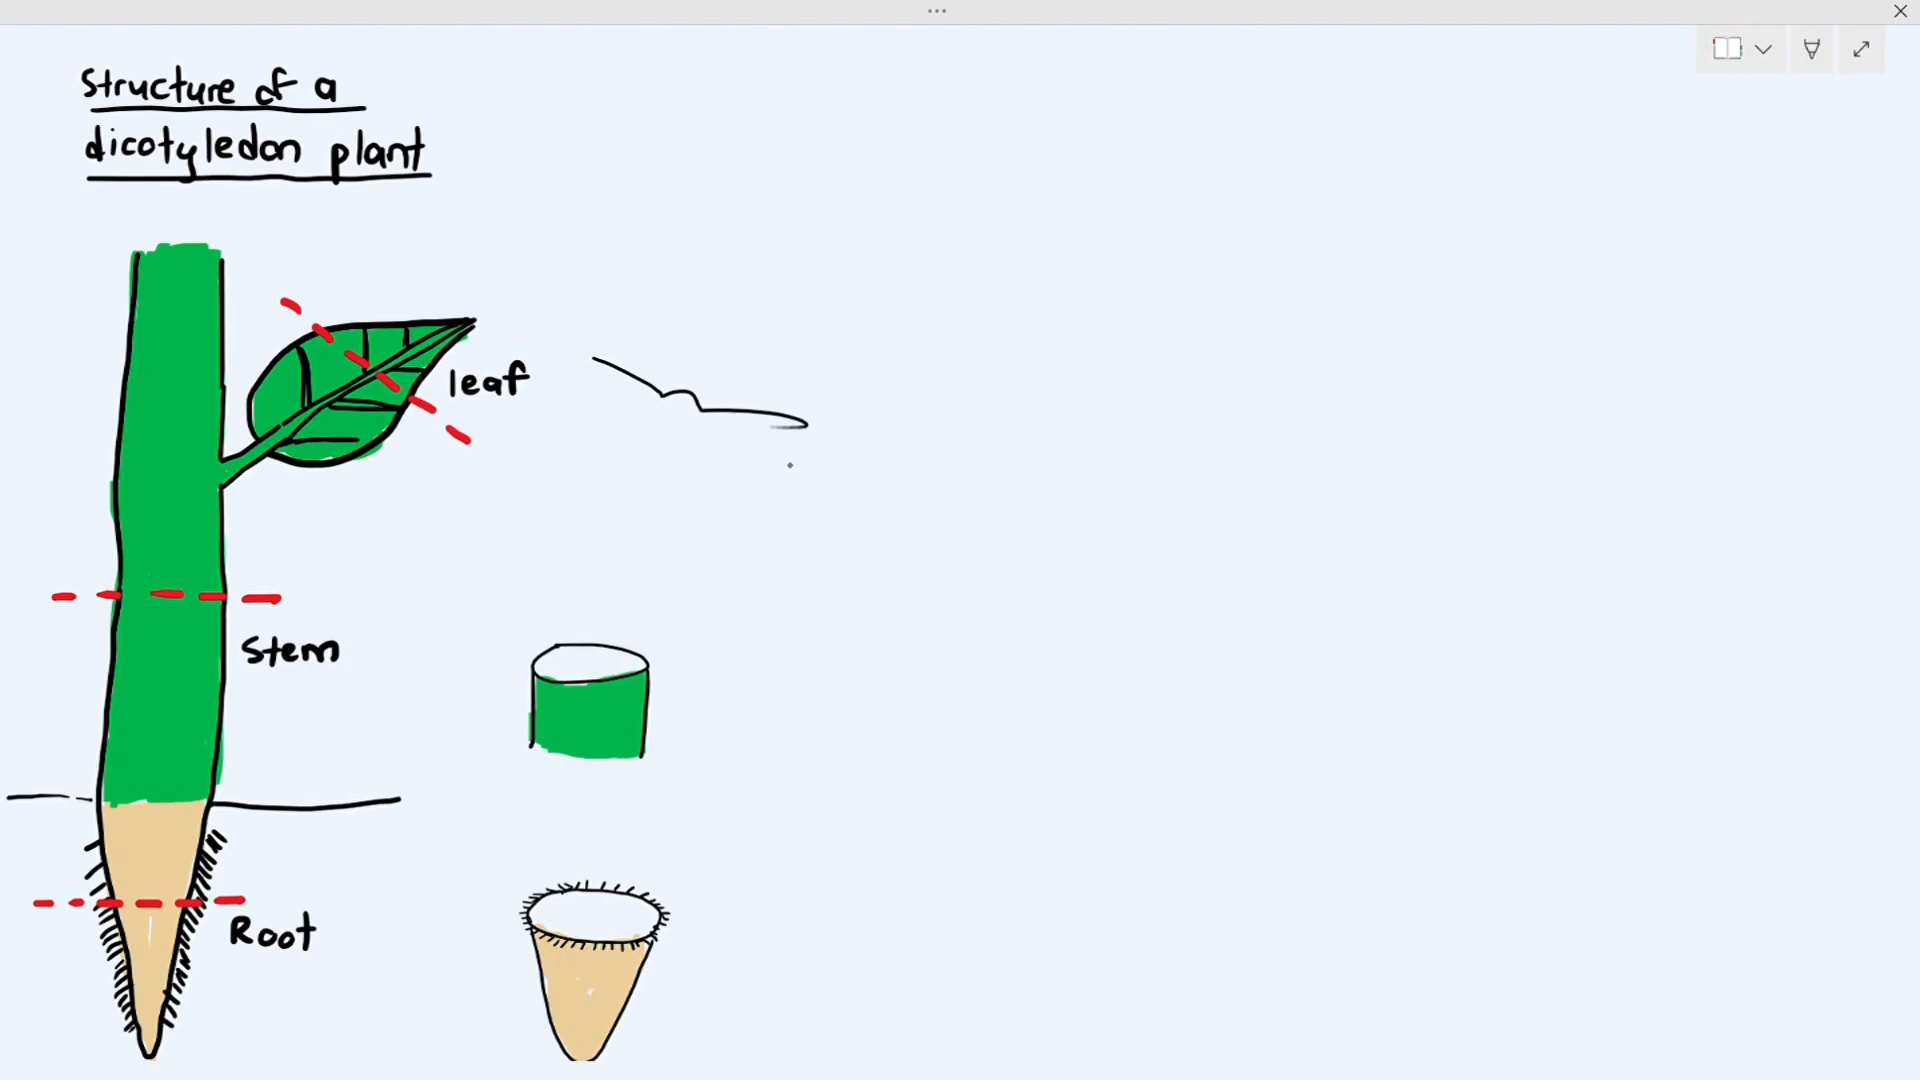 Structure of a
dicotyledon plant
leaf
Stem
Root